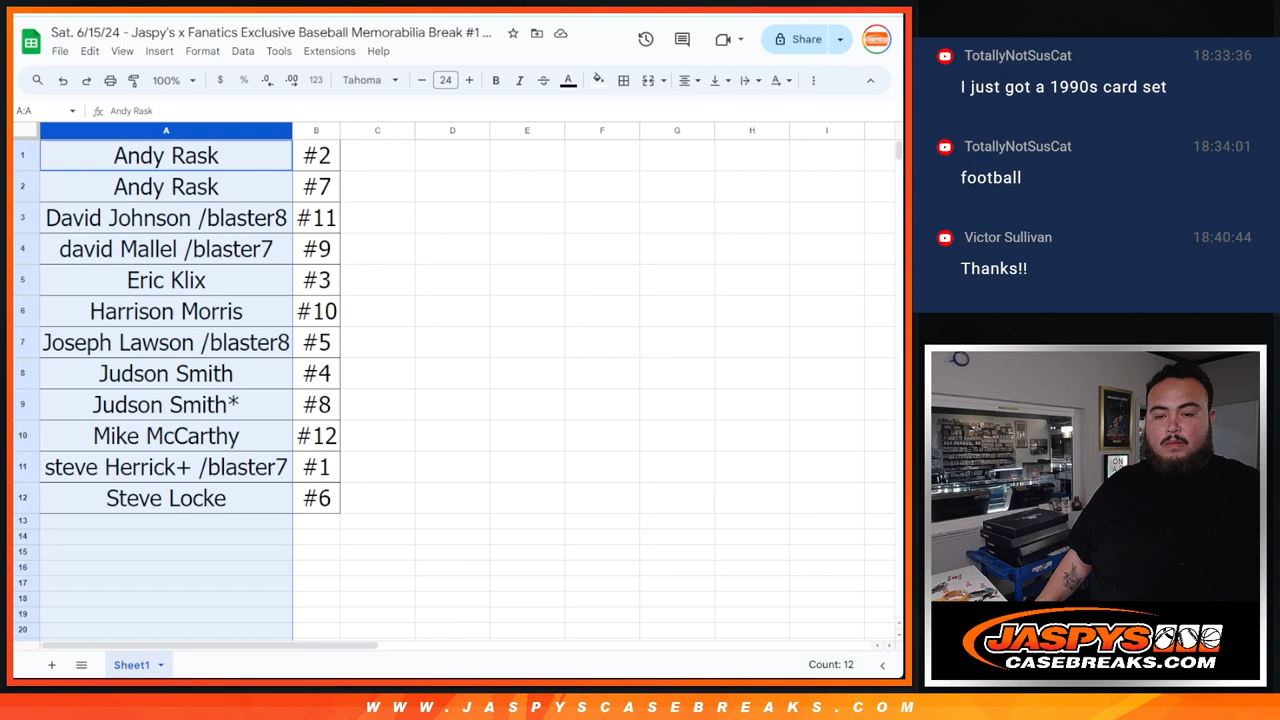 Sat. 6/15/24 - Jaspy's x Fanatics Exclusive Baseball Memorabilia Break #1 ...
File Edit View Insert Format Data Tools Extensions Help
Share
100% $ % .0 .00 123 Tahoma − 24 + B I S A
A:A fx Andy Rask
A B C D E F G H I
1 Andy Rask #2
2 Andy Rask #7
3 David Johnson /blaster8 #11
4 david Mallel /blaster7 #9
5 Eric Klix #3
6 Harrison Morris #10
7 Joseph Lawson /blaster8 #5
8 Judson Smith #4
9 Judson Smith* #8
10 Mike McCarthy #12
11 steve Herrick+ /blaster7 #1
12 Steve Locke #6
13
14
15
16
17
18
19
20
Sheet1
Count: 12
TotallyNotSusCat 18:33:36
I just got a 1990s card set
TotallyNotSusCat 18:34:01
football
Victor Sullivan 18:40:44
Thanks!!
JASPYS
CASEBREAKS.COM
WWW.JASPYSCASEBREAKS.COM